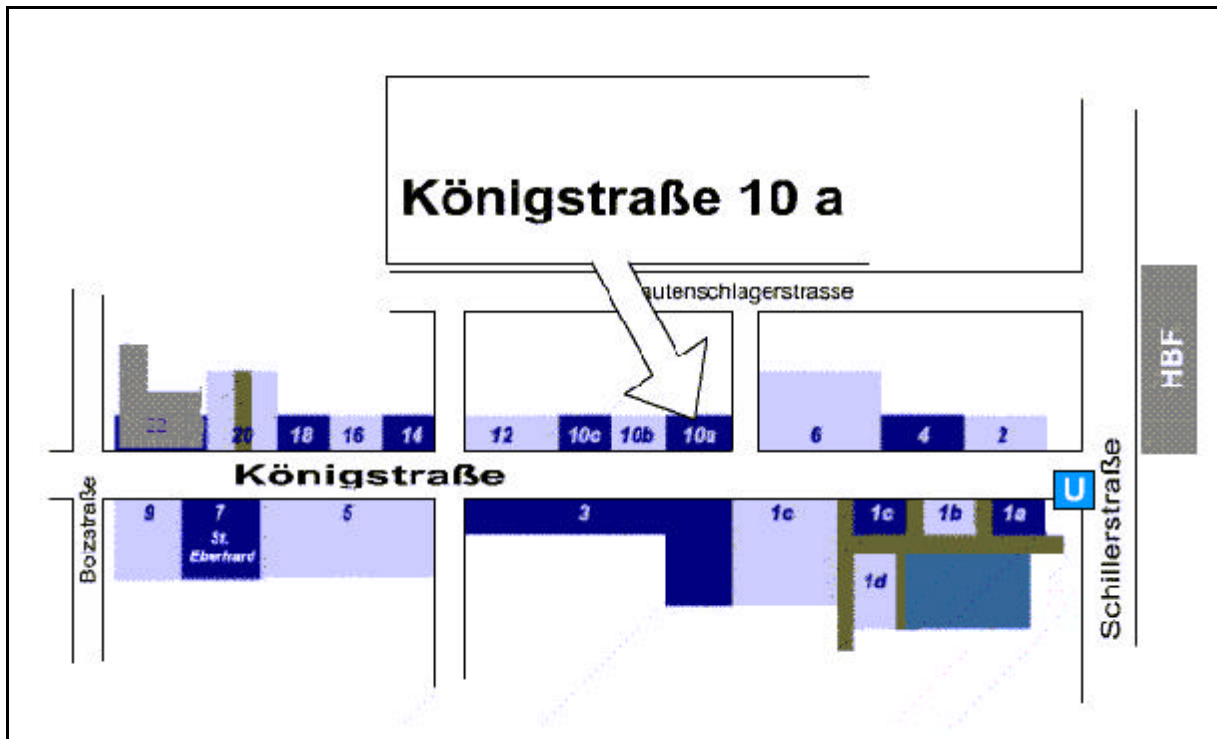 Königstraße 10 a
autenschlagerstrasse
HBF
22 20 18 16 14 12 10c 10b 10a 6 4 2
Königstraße
U
Schillerstraße
Bozastraße
9 7 5 3 1c 1c 1b 1a
St.
Eberhard
1d